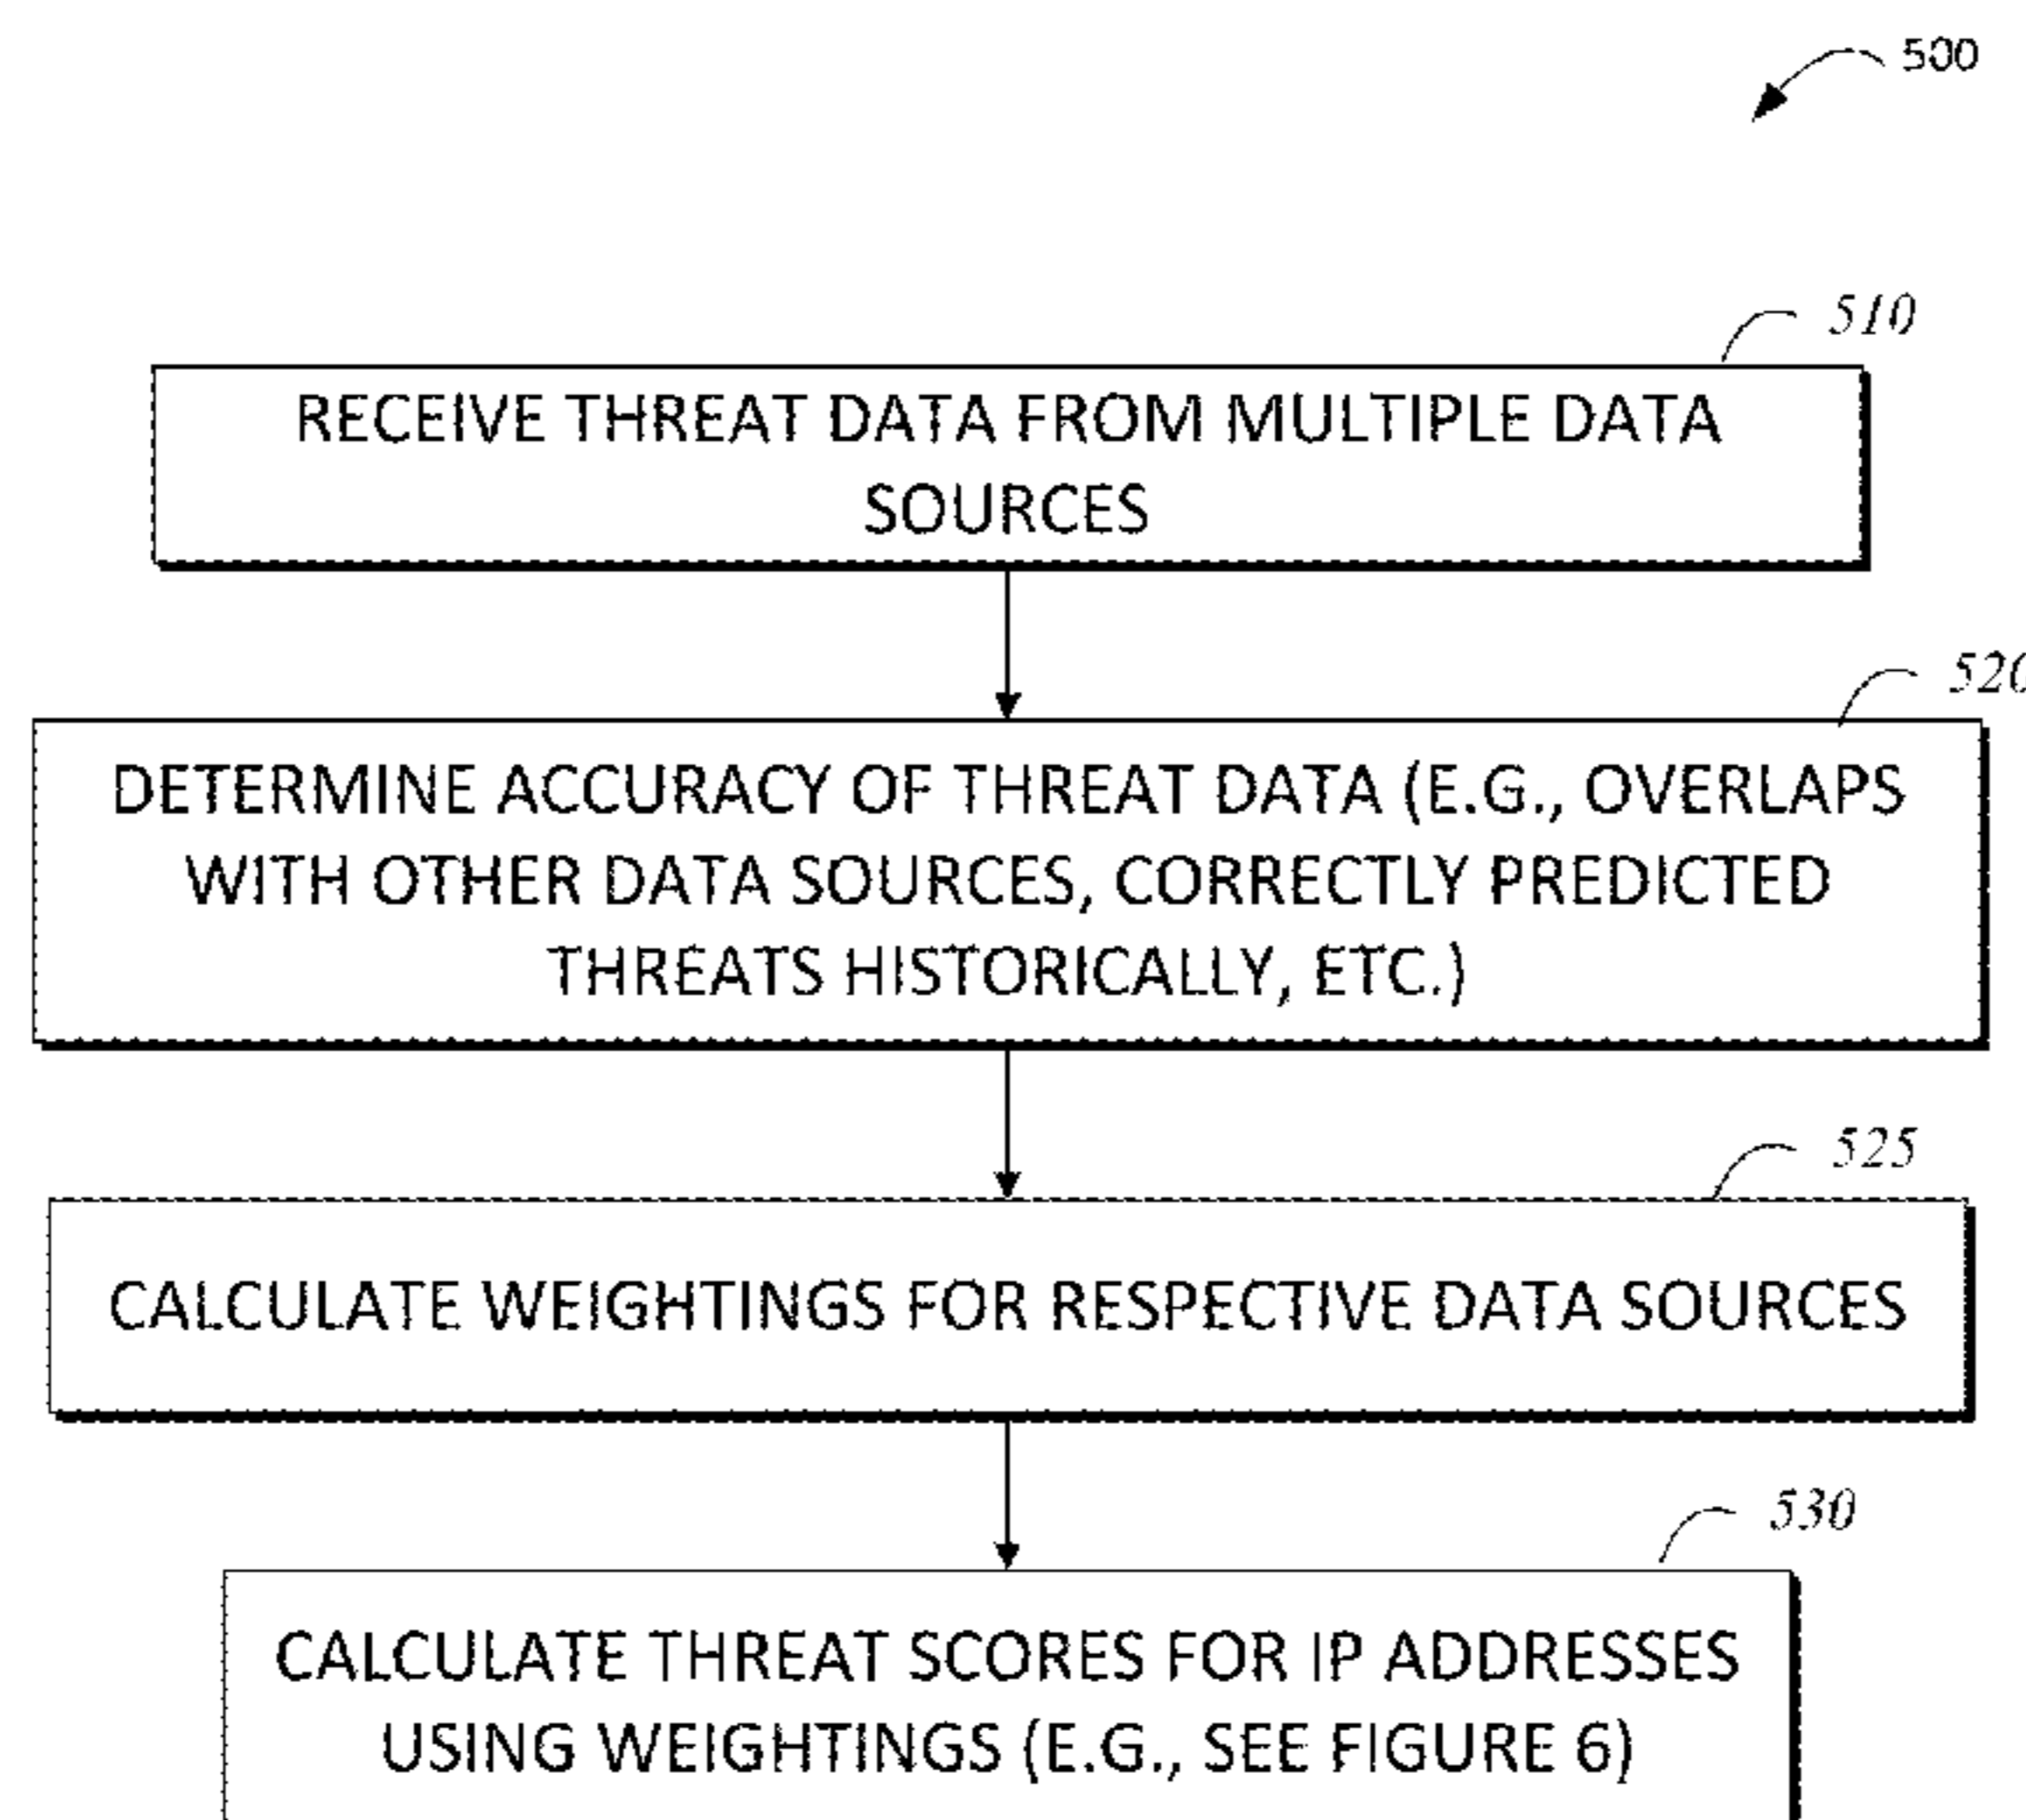 500
510
RECEIVE THREAT DATA FROM MULTIPLE DATA
SOURCES
520
DETERMINE ACCURACY OF THREAT DATA (E.G., OVERLAPS
WITH OTHER DATA SOURCES, CORRECTLY PREDICTED
THREATS HISTORICALLY, ETC.)
525
CALCULATE WEIGHTINGS FOR RESPECTIVE DATA SOURCES
530
CALCULATE THREAT SCORES FOR IP ADDRESSES
USING WEIGHTINGS (E.G., SEE FIGURE 6)